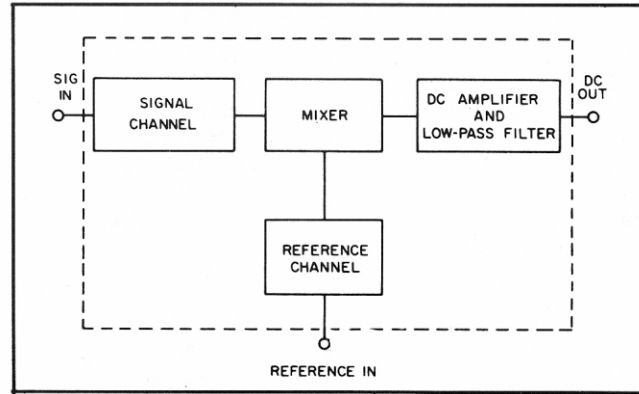 SIG
IN
SIGNAL
CHANNEL
MIXER
DC AMPLIFIER
AND
LOW-PASS FILTER
DC
OUT
REFERENCE
CHANNEL
REFERENCE IN